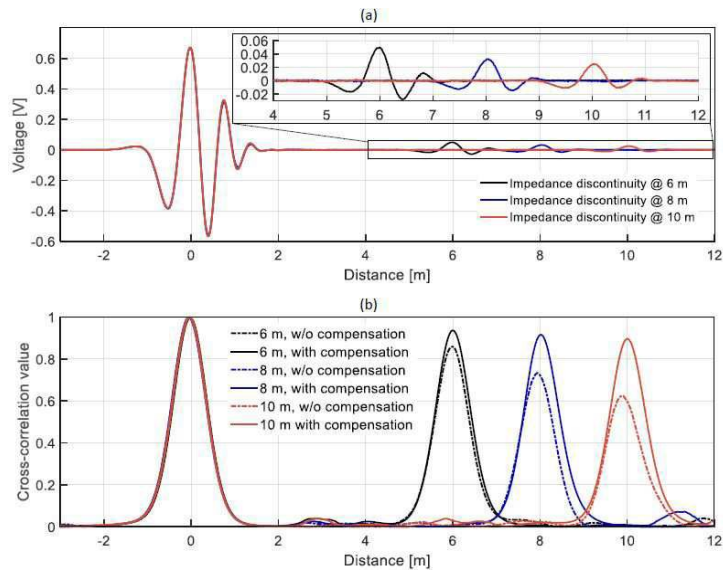 (a)
0.6
0.4
0.2
0
-0.2
-0.4
-0.6
Voltage [V]
0.06
0.04
0.02
0
-0.02
4 5 6 7 8 9 10 11 12
Impedance discontinuity @ 6 m
Impedance discontinuity @ 8 m
Impedance discontinuity @ 10 m
-2 0 2 4 6 8 10 12
Distance [m]
(b)
1
0.8
0.6
0.4
0.2
0
Cross-correlation value
6 m, w/o compensation
6 m, with compensation
8 m, w/o compensation
8 m, with compensation
10 m, w/o compensation
10 m with compensation
-2 0 2 4 6 8 10 12
Distance [m]